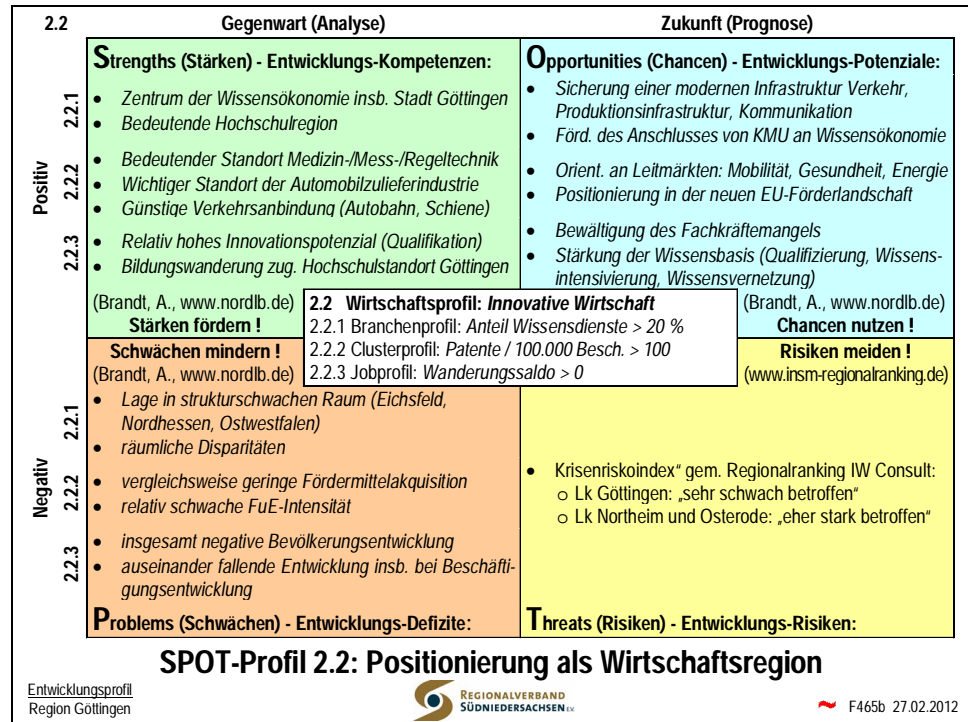 2.2 Gegenwart (Analyse) Zukunft (Prognose)
Strengths (Stärken) - Entwicklungs-Kompetenzen:
Positiv
2.2.1
• Zentrum der Wissensökonomie insb. Stadt Göttingen
• Bedeutende Hochschulregion
2.2.2
• Bedeutender Standort Medizin-/Mess-/Regeltechnik
• Wichtiger Standort der Automobilzulieferindustrie
• Günstige Verkehrsanbindung (Autobahn, Schiene)
2.2.3
• Relativ hohes Innovationspotenzial (Qualifikation)
• Bildungswanderung zug. Hochschulstandort Göttingen
(Brandt, A., www.nordlb.de)
Stärken fördern !
Opportunities (Chancen) - Entwicklungs-Potenziale:
• Sicherung einer modernen Infrastruktur Verkehr,
Produktionsinfrastruktur, Kommunikation
• Förd. des Anschlusses von KMU an Wissensökonomie
• Orient. an Leitmärkten: Mobilität, Gesundheit, Energie
• Positionierung in der neuen EU-Förderlandschaft
• Bewältigung des Fachkräftemangels
• Stärkung der Wissensbasis (Qualifizierung, Wissens-
intensivierung, Wissensvernetzung)
(Brandt, A., www.nordlb.de)
Chancen nutzen !
2.2 Wirtschaftsprofil: Innovative Wirtschaft
2.2.1 Branchenprofil: Anteil Wissensdienste > 20 %
2.2.2 Clusterprofil: Patente / 100.000 Besch. > 100
2.2.3 Jobprofil: Wanderungssaldo > 0
Schwächen mindern !
(Brandt, A., www.nordlb.de)
Negativ
2.2.1
• Lage in strukturschwachen Raum (Eichsfeld,
Nordhessen, Ostwestfalen)
• räumliche Disparitäten
2.2.2
• vergleichsweise geringe Fördermittelakquisition
• relativ schwache FuE-Intensität
2.2.3
• insgesamt negative Bevölkerungsentwicklung
• auseinander fallende Entwicklung insb. bei Beschäfti-
gungsentwicklung
Problems (Schwächen) - Entwicklungs-Defizite:
Risiken meiden !
(www.insm-regionalranking.de)
• Krisenriskoindex“ gem. Regionalranking IW Consult:
o Lk Göttingen: „sehr schwach betroffen“
o Lk Northeim und Osterode: „eher stark betroffen“
Threats (Risiken) - Entwicklungs-Risiken:
SPOT-Profil 2.2: Positionierung als Wirtschaftsregion
Entwicklungsprofil
Region Göttingen
REGIONALVERBAND
SÜDNIEDERSACHSEN E.V.
F465b 27.02.2012